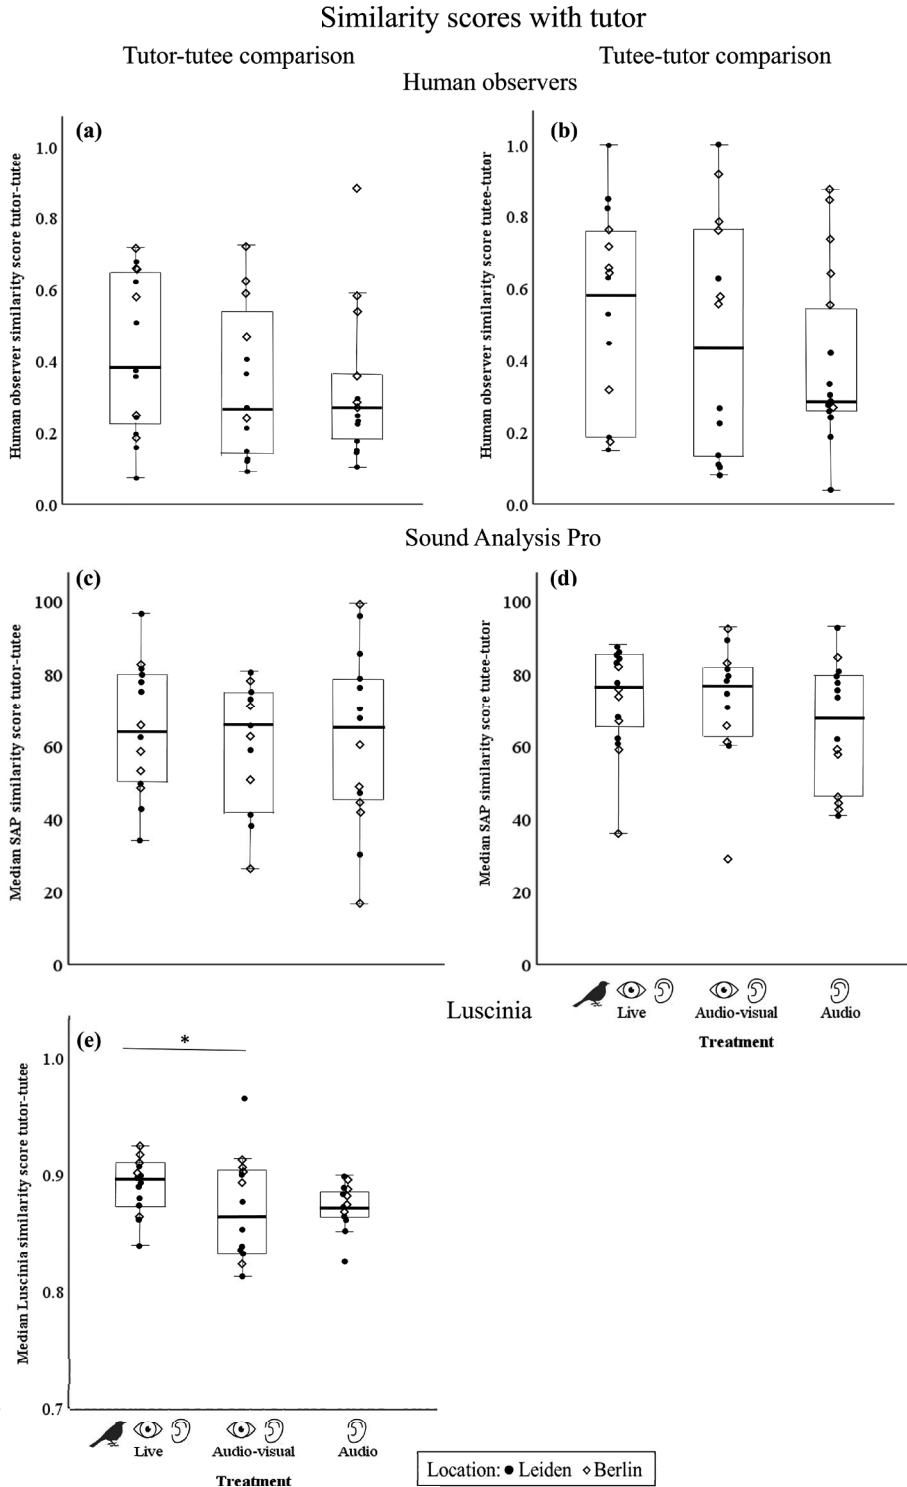 Similarity scores with tutor
Tutor-tutee comparison
Tutee-tutor comparison
Human observers
(a)
Human observer similarity score tutor-tutee
1.0
0.8
0.6
0.4
0.2
0.0
(b)
Human observer similarity score tutee-tutor
1.0
0.8
0.6
0.4
0.2
0.0
Sound Analysis Pro
(c)
Median SAP similarity score tutor-tutee
100
80
60
40
20
0
(d)
Median SAP similarity score tutee-tutor
100
80
60
40
20
0
Live
Audio-visual
Audio
Treatment
Luscinia
(e)
*
Median Luscinia similarity score tutor-tutee
1.0
0.9
0.8
0.7
Live
Audio-visual
Audio
Treatment
Location: Leiden Berlin